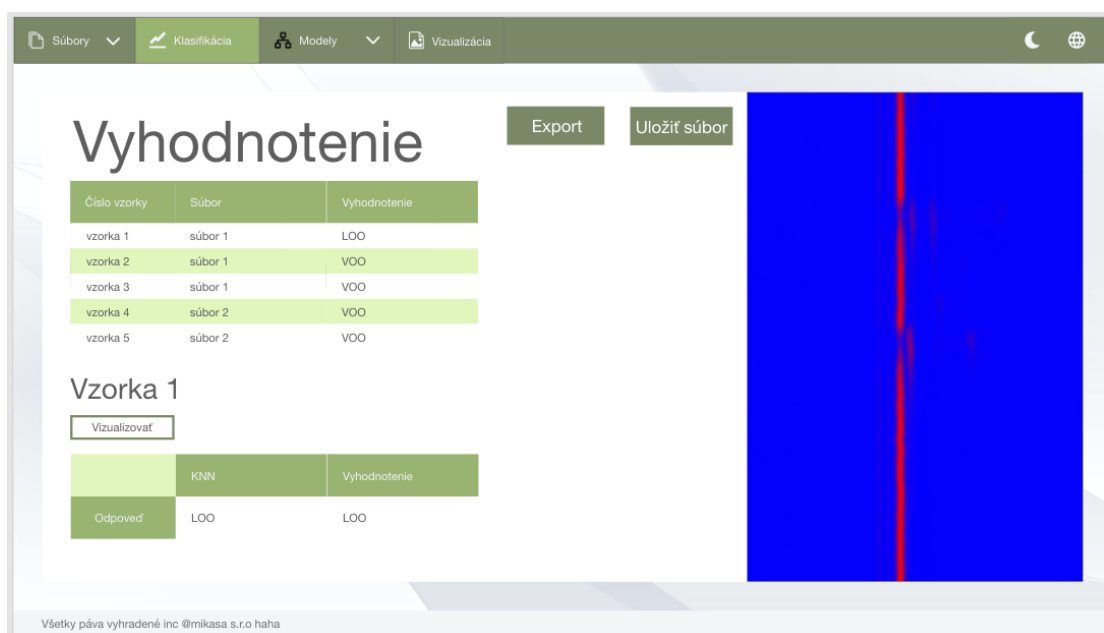 Súbory Klasifikácia Modely Vizualizácia
Vyhodnotenie
Export Uložiť súbor
Číslo vzorky Súbor Vyhodnotenie
vzorka 1 súbor 1 LOO
vzorka 2 súbor 1 VOO
vzorka 3 súbor 1 VOO
vzorka 4 súbor 2 VOO
vzorka 5 súbor 2 VOO
Vzorka 1
Vizualizovať
KNN Vyhodnotenie
Odpoveď LOO LOO
Všetky páva vyhradené inc @mikasa s.r.o haha